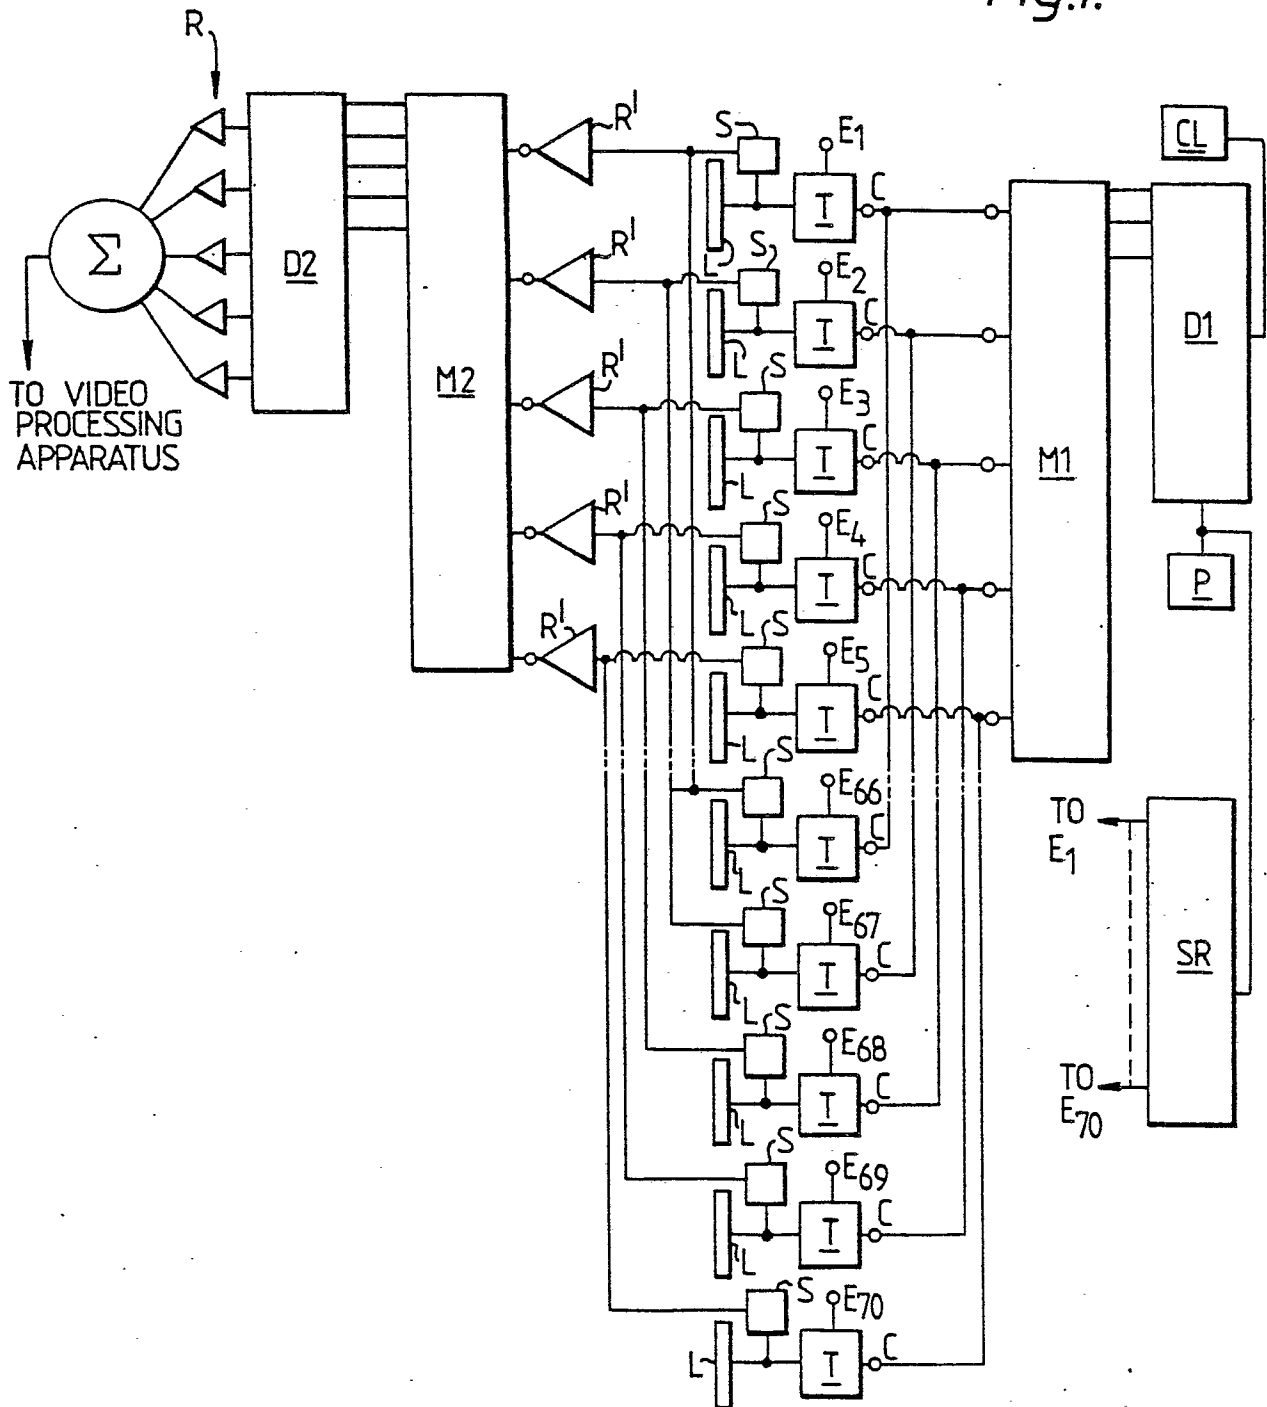 Fig.1.
R
CL
R'
S
E1
C
T
L
D2
Σ
M2
D1
R'
S
E2
C
T
L
TO VIDEO
PROCESSING
APPARATUS
R'
S
E3
C
T
L
M1
R'
S
E4
C
T
L
P
R'
S
E5
C
T
L
S
E66
C
T
L
TO
E1
S
E67
C
T
L
SR
S
E68
C
T
L
TO
E70
S
E69
C
T
L
S
E70
C
T
L